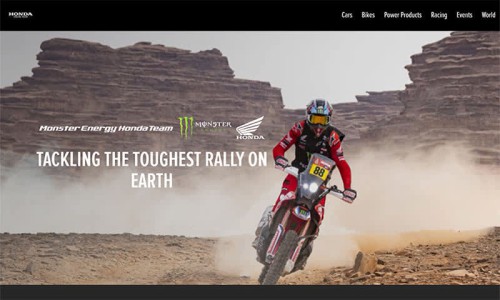 HONDA
Cars Bikes Power Products Racing Events World
Monster Energy Honda Team MONSTER HONDA
TACKLING THE TOUGHEST RALLY ON
EARTH
88